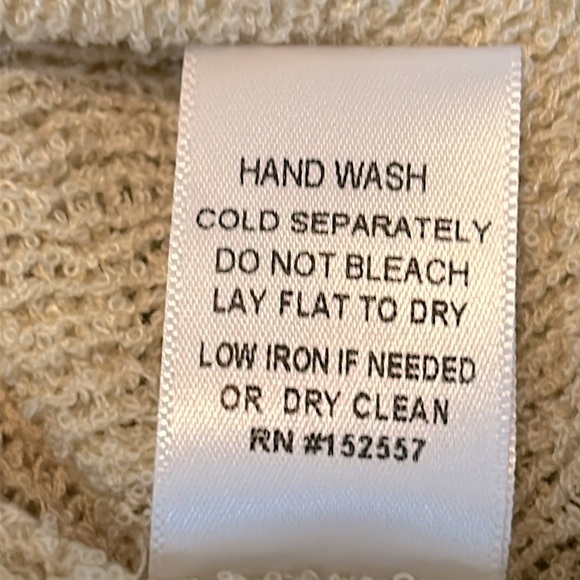 HAND WASH
COLD SEPARATELY
DO NOT BLEACH
LAY FLAT TO DRY
LOW IRON IF NEEDED
OR DRY CLEAN
RN #152557